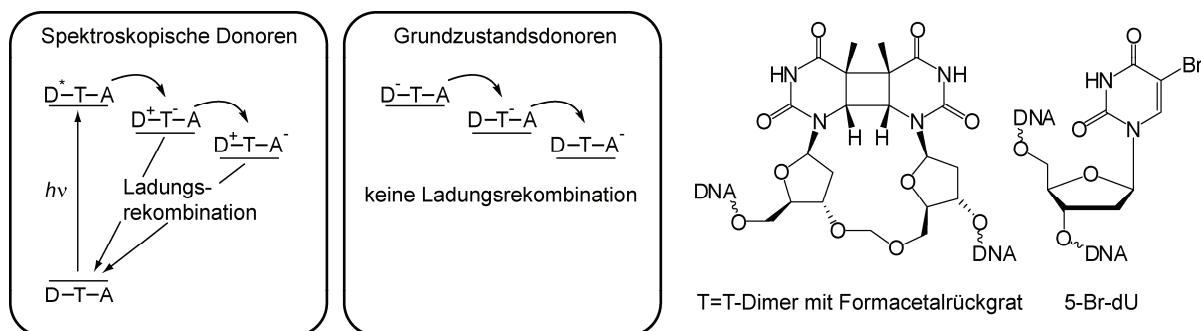 Spektroskopische Donoren
D*–T–A
D⁺–T⁻–A
D⁺–T–A⁻
hν
Ladungs-
rekombination
D–T–A
Grundzustandsdonoren
D⁻–T–A
D–T⁻–A
D–T–A⁻
keine Ladungsrekombination
O
O
HN
NH
O
N
N
O
H
H
O
O
DNA
O
O
O
O
DNA
T=T-Dimer mit Formacetalrückgrat
O
Br
HN
DNA
O
N
O
O
O
DNA
5-Br-dU